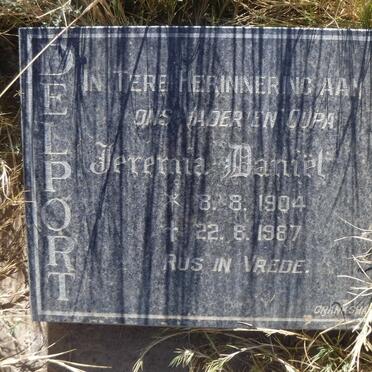 DELPORT
IN TERE HERINNERING AAN
ONS VADER EN OUPA
Jeremia Daniel
* 8.8.1904
† 22.8.1987
RUS IN VREDE.